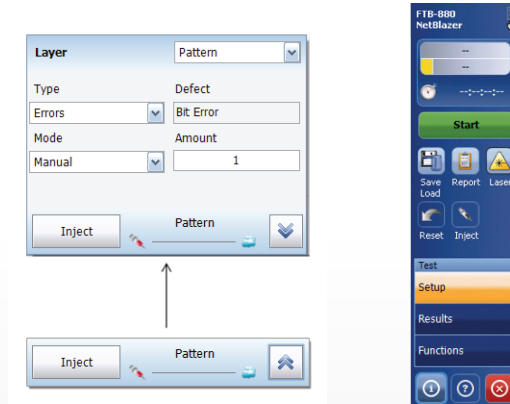 Layer Pattern
Type Defect
Errors Bit Error
Mode Amount
Manual 1
Inject Pattern
Inject Pattern
FTB-880
NetBlazer
--
--
--:--:--
Start
Save Report Laser
Load
Reset Inject
Test
Setup
Results
Functions